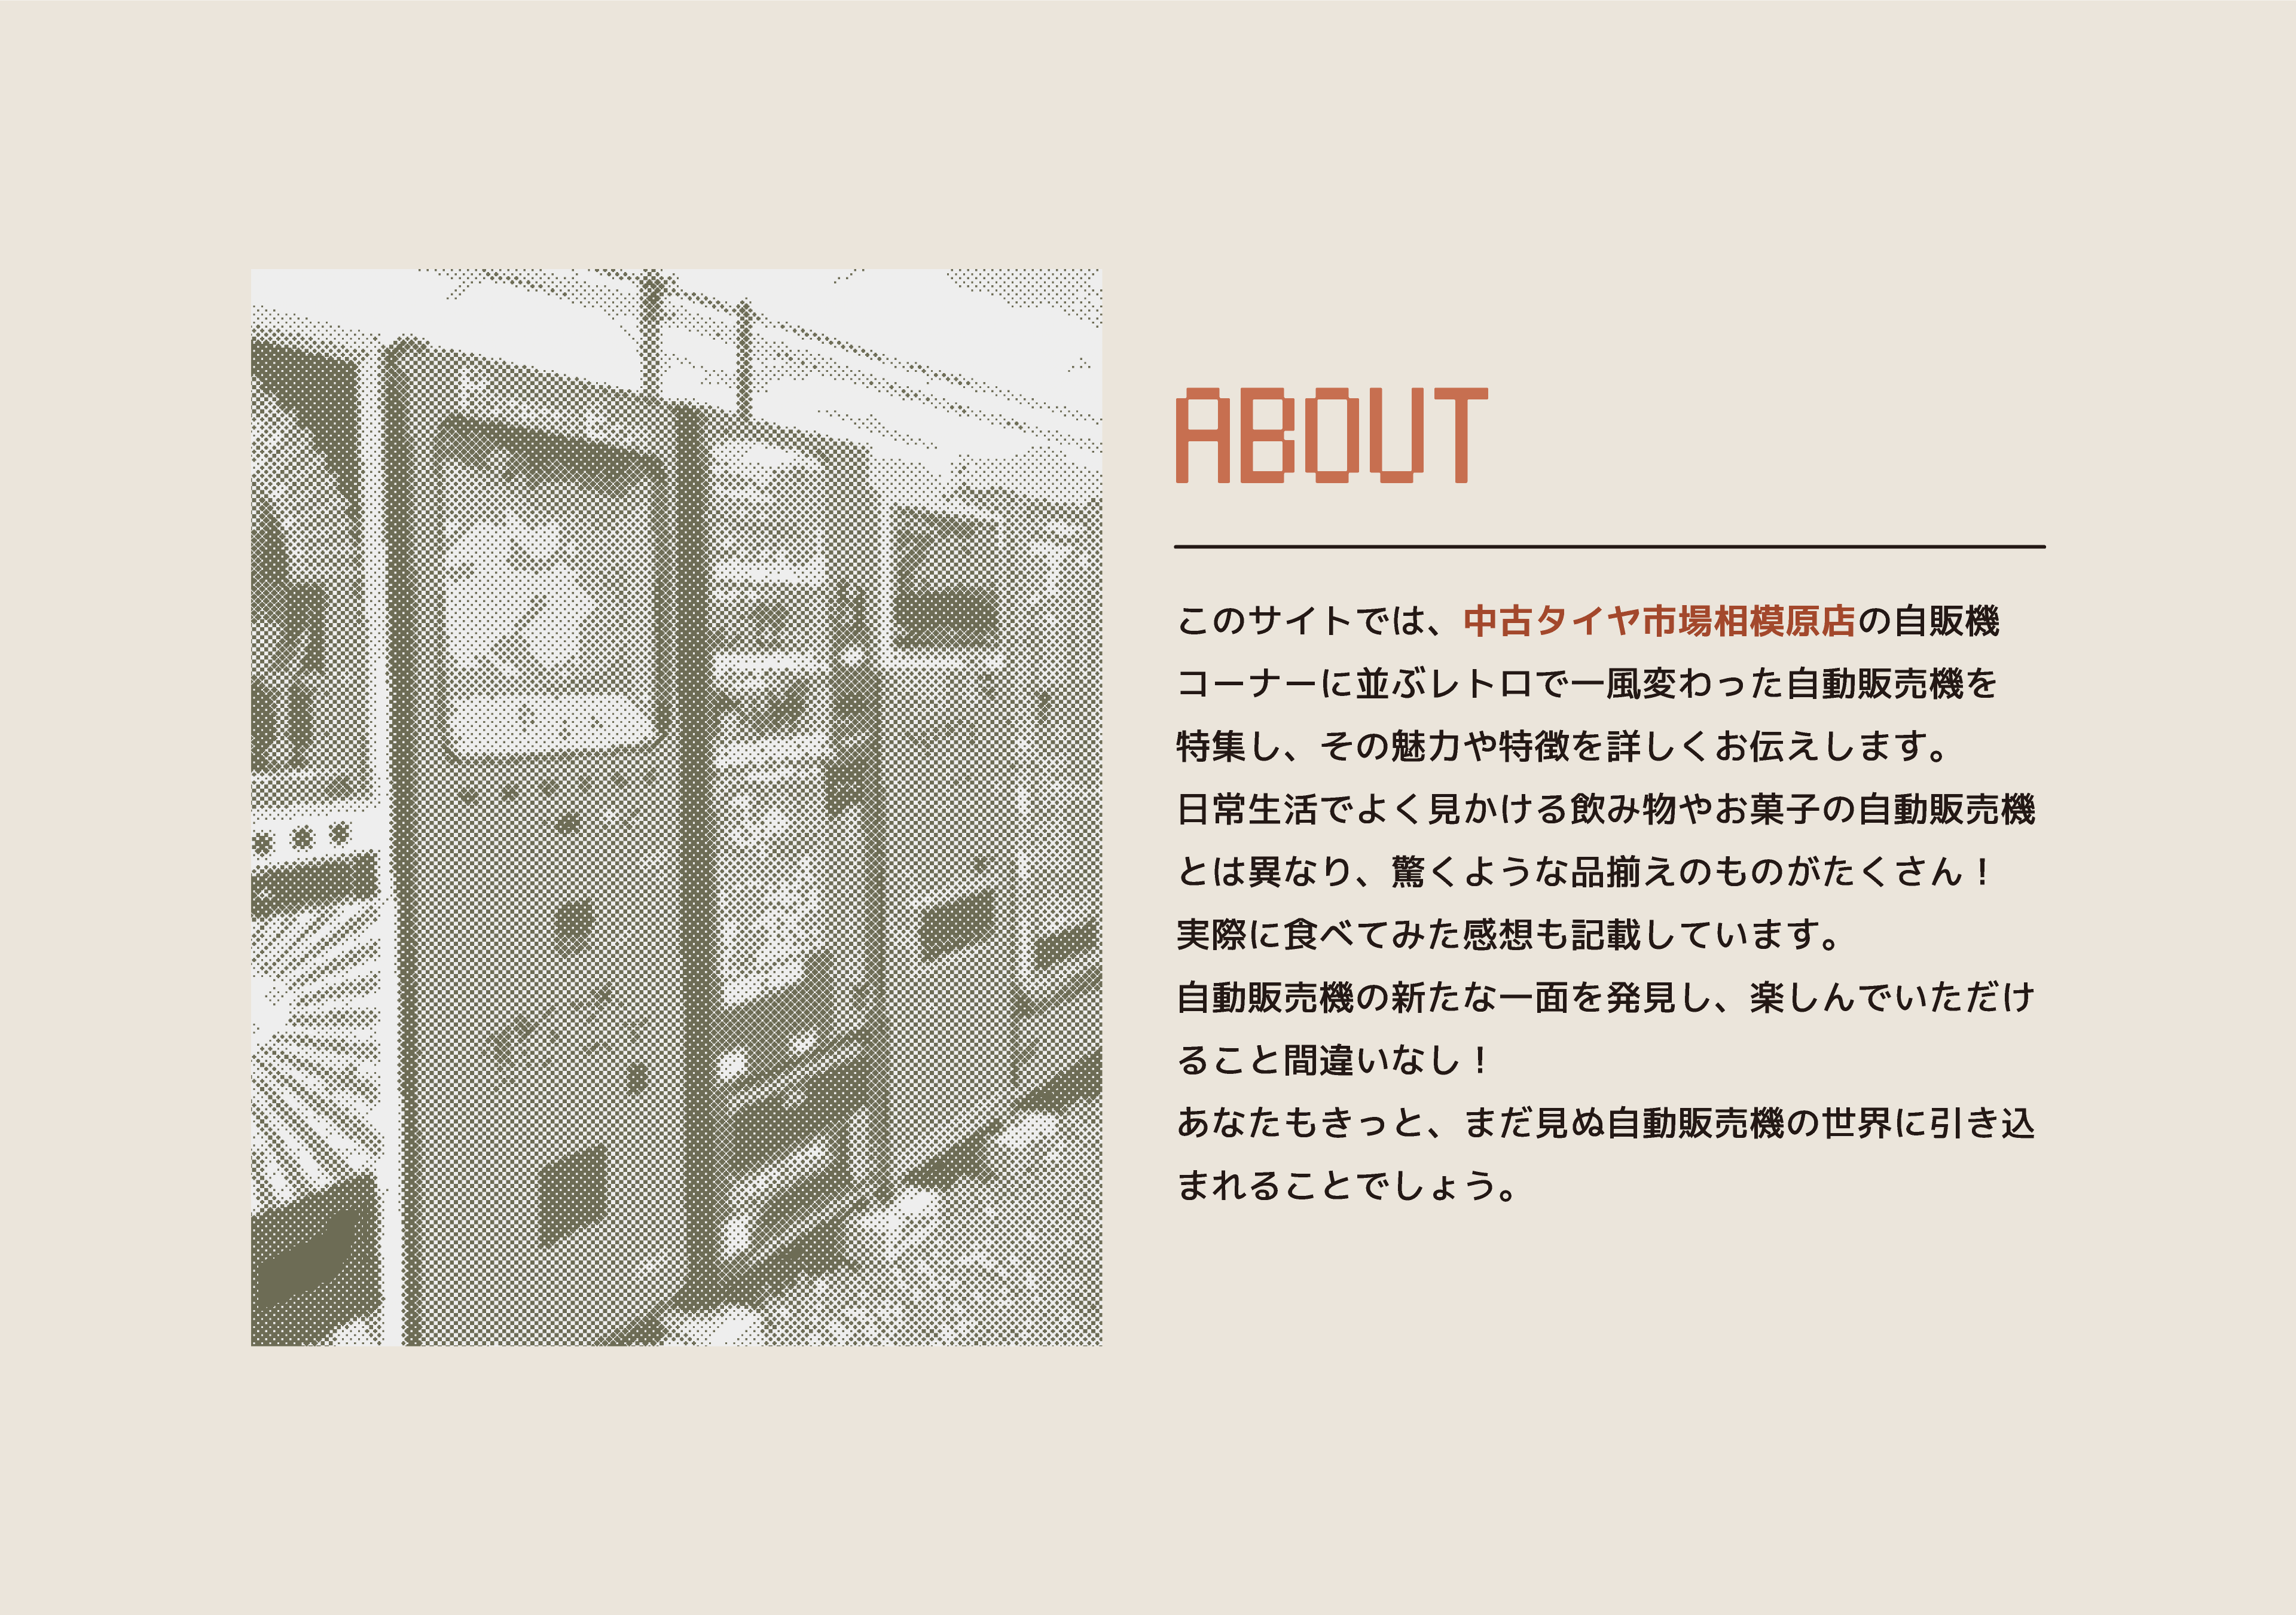 ABOUT
このサイトでは、中古タイヤ市場相模原店の自販機
コーナーに並ぶレトロで一風変わった自動販売機を
特集し、その魅力や特徴を詳しくお伝えします。
日常生活でよく見かける飲み物やお菓子の自動販売機
とは異なり、驚くような品揃えのものがたくさん！
実際に食べてみた感想も記載しています。
自動販売機の新たな一面を発見し、楽しんでいただけ
ること間違いなし！
あなたもきっと、まだ見ぬ自動販売機の世界に引き込
まれることでしょう。